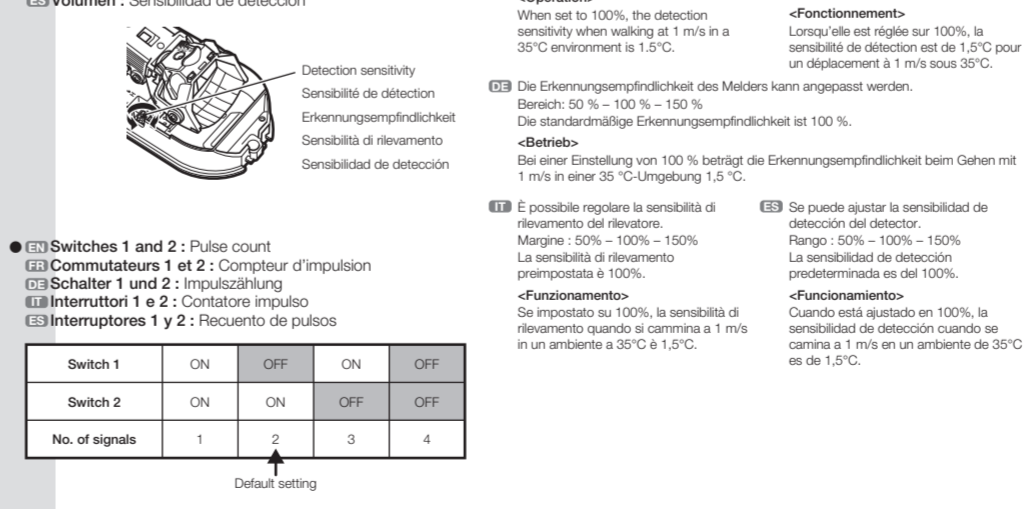 ES Volumen : Sensibilidad de detección
Detection sensitivity
Sensibilité de détection
Erkennungsempfindlichkeit
Sensibilità di rilevamento
Sensibilidad de detección
● EN Switches 1 and 2 : Pulse count
FR Commutateurs 1 et 2 : Compteur d’impulsion
DE Schalter 1 und 2 : Impulszählung
IT Interruttori 1 e 2 : Contatore impulso
ES Interruptores 1 y 2 : Recuento de pulsos
Switch 1 ON OFF ON OFF
Switch 2 ON ON OFF OFF
No. of signals 1 2 3 4
Default setting
<Operation>
When set to 100%, the detection
sensitivity when walking at 1 m/s in a
35°C environment is 1.5°C.
<Fonctionnement>
Lorsqu’elle est réglée sur 100%, la
sensibilité de détection est de 1,5°C pour
un déplacement à 1 m/s sous 35°C.
DE Die Erkennungsempfindlichkeit des Melders kann angepasst werden.
Bereich: 50 % – 100 % – 150 %
Die standardmäßige Erkennungsempfindlichkeit ist 100 %.
<Betrieb>
Bei einer Einstellung von 100 % beträgt die Erkennungsempfindlichkeit beim Gehen mit
1 m/s in einer 35 °C-Umgebung 1,5 °C.
IT È possibile regolare la sensibilità di
rilevamento del rilevatore.
Margine : 50% – 100% – 150%
La sensibilità di rilevamento
preimpostata è 100%.
<Funzionamento>
Se impostato su 100%, la sensibilità di
rilevamento quando si cammina a 1 m/s
in un ambiente a 35°C è 1,5°C.
ES Se puede ajustar la sensibilidad de
detección del detector.
Rango : 50% – 100% – 150%
La sensibilidad de detección
predeterminada es del 100%.
<Funcionamiento>
Cuando está ajustado en 100%, la
sensibilidad de detección cuando se
camina a 1 m/s en un ambiente de 35°C
es de 1,5°C.